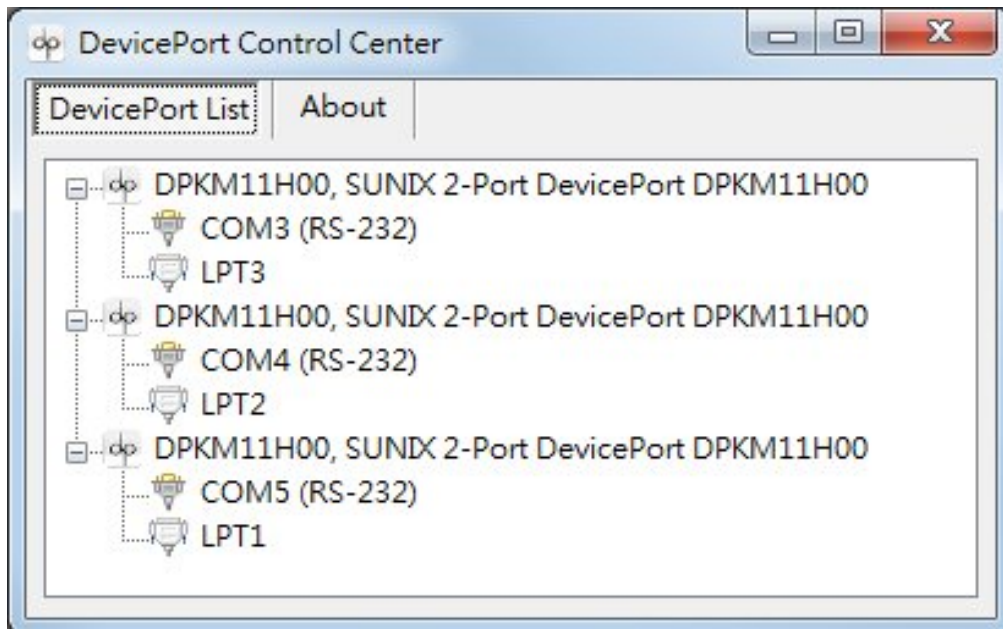 DevicePort Control Center
DevicePort List About
DPKM11H00, SUNIX 2-Port DevicePort DPKM11H00
COM3 (RS-232)
LPT3
DPKM11H00, SUNIX 2-Port DevicePort DPKM11H00
COM4 (RS-232)
LPT2
DPKM11H00, SUNIX 2-Port DevicePort DPKM11H00
COM5 (RS-232)
LPT1